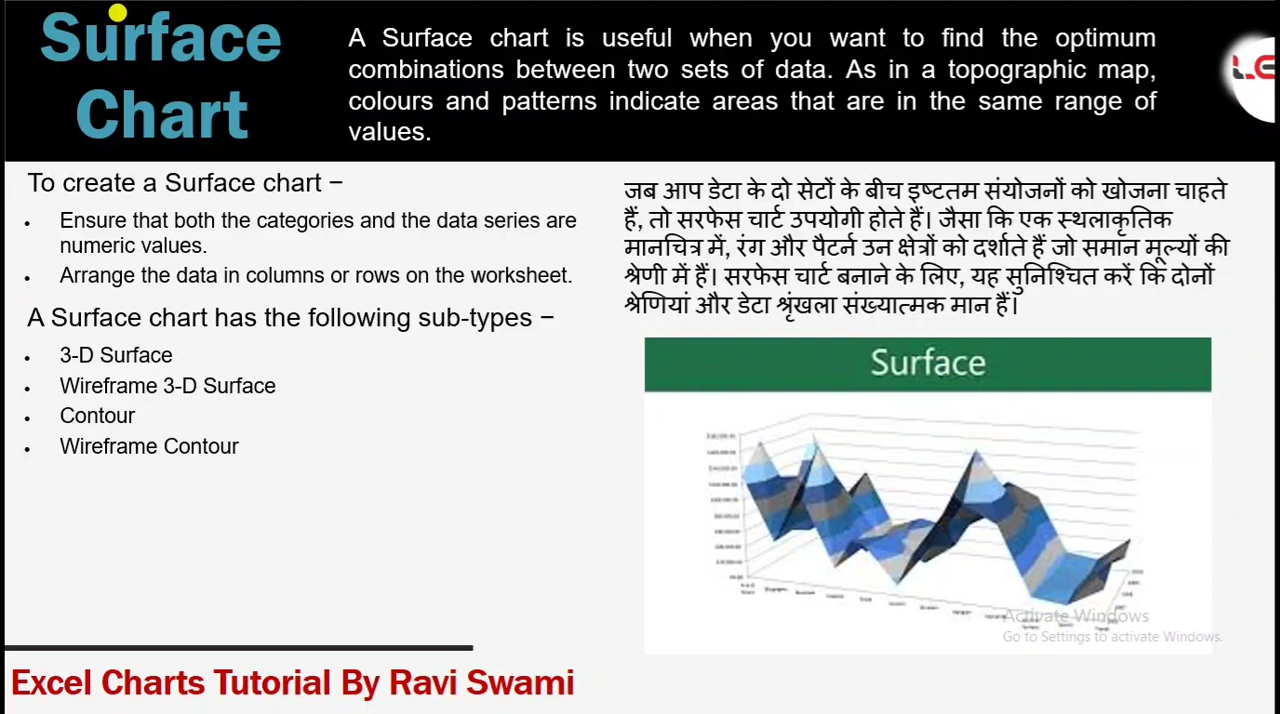 Surface
Chart
A Surface chart is useful when you want to find the optimum
combinations between two sets of data. As in a topographic map,
colours and patterns indicate areas that are in the same range of
values.
To create a Surface chart −
• Ensure that both the categories and the data series are
numeric values.
• Arrange the data in columns or rows on the worksheet.
A Surface chart has the following sub-types −
• 3-D Surface
• Wireframe 3-D Surface
• Contour
• Wireframe Contour
जब आप डेटा के दो सेटों के बीच इष्टतम संयोजनों को खोजना चाहते
हैं, तो सरफेस चार्ट उपयोगी होते हैं। जैसा कि एक स्थलाकृतिक
मानचित्र में, रंग और पैटर्न उन क्षेत्रों को दर्शाते हैं जो समान मूल्यों की
श्रेणी में हैं। सरफेस चार्ट बनाने के लिए, यह सुनिश्चित करें कि दोनों
श्रेणियां और डेटा श्रृंखला संख्यात्मक मान हैं।
Surface
Activate Windows
Go to Settings to activate Windows.
Excel Charts Tutorial By Ravi Swami